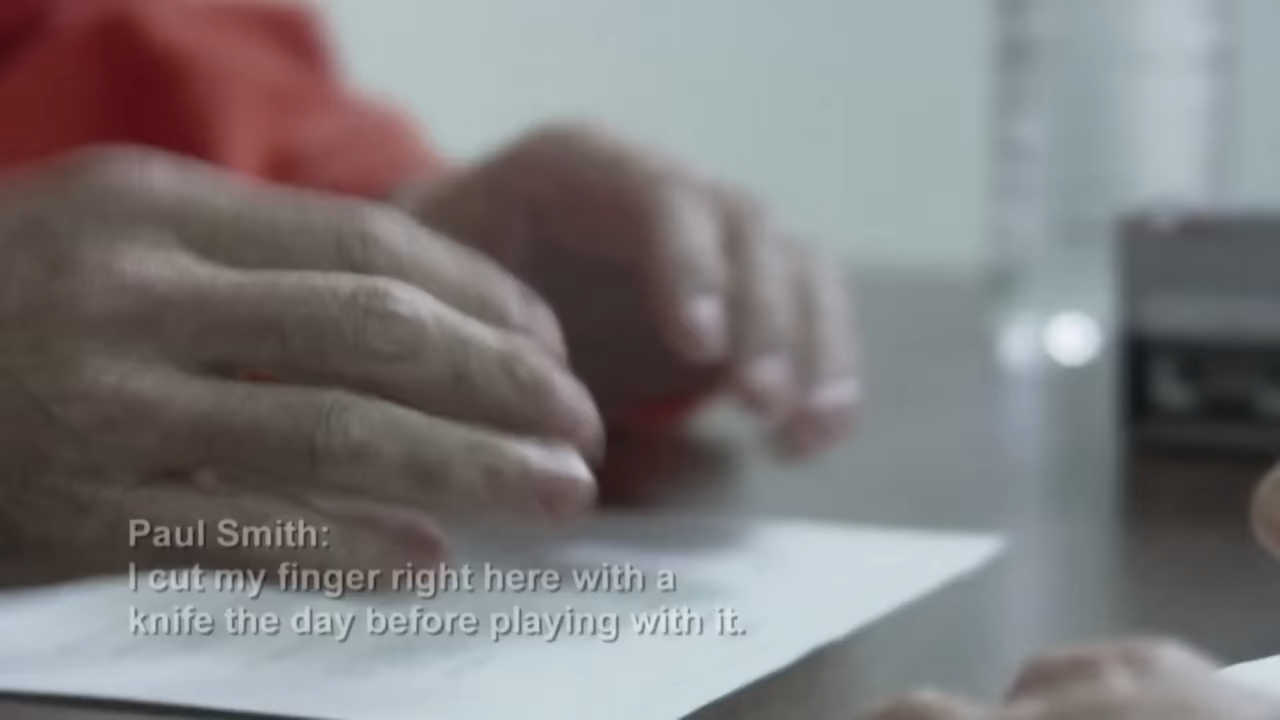 Paul Smith:
I cut my finger right here with a
knife the day before playing with it.